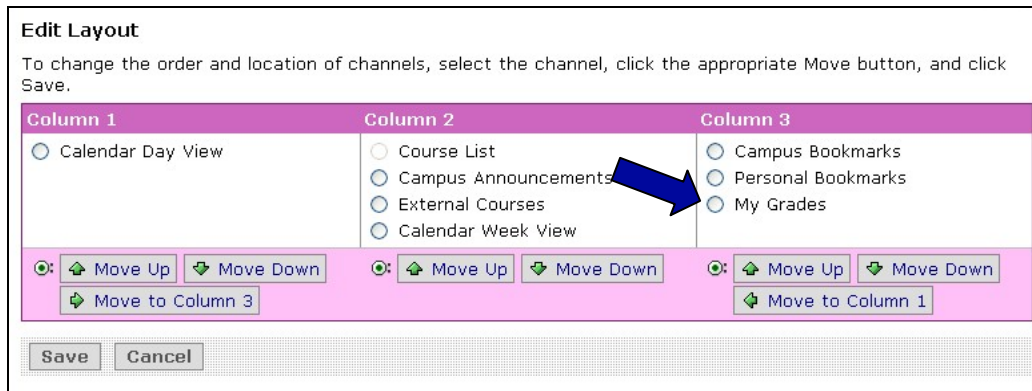 Edit Layout
To change the order and location of channels, select the channel, click the appropriate Move button, and click
Save.
Column 1
Calendar Day View
Move Up Move Down
Move to Column 3
Column 2
Course List
Campus Announcements
External Courses
Calendar Week View
Move Up Move Down
Column 3
Campus Bookmarks
Personal Bookmarks
My Grades
Move Up Move Down
Move to Column 1
Save Cancel